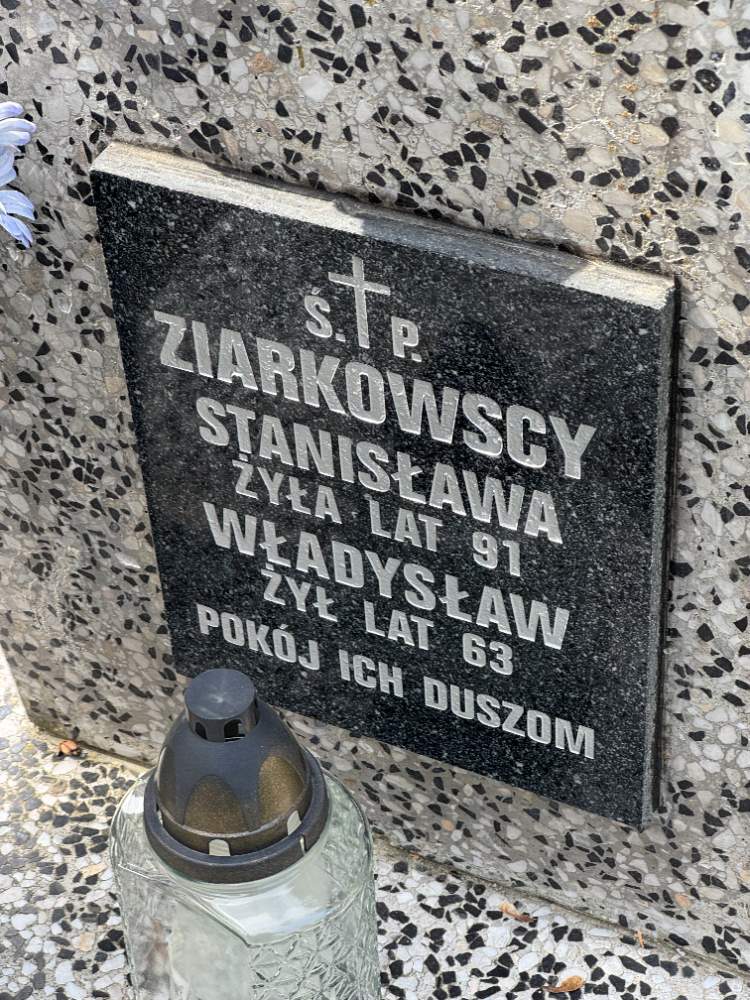 Ś. P.
ZIARKOWSCY
STANISŁAWA
ŻYŁA LAT 91
WŁADYSŁAW
ŻYŁ LAT 63
POKÓJ ICH DUSZOM